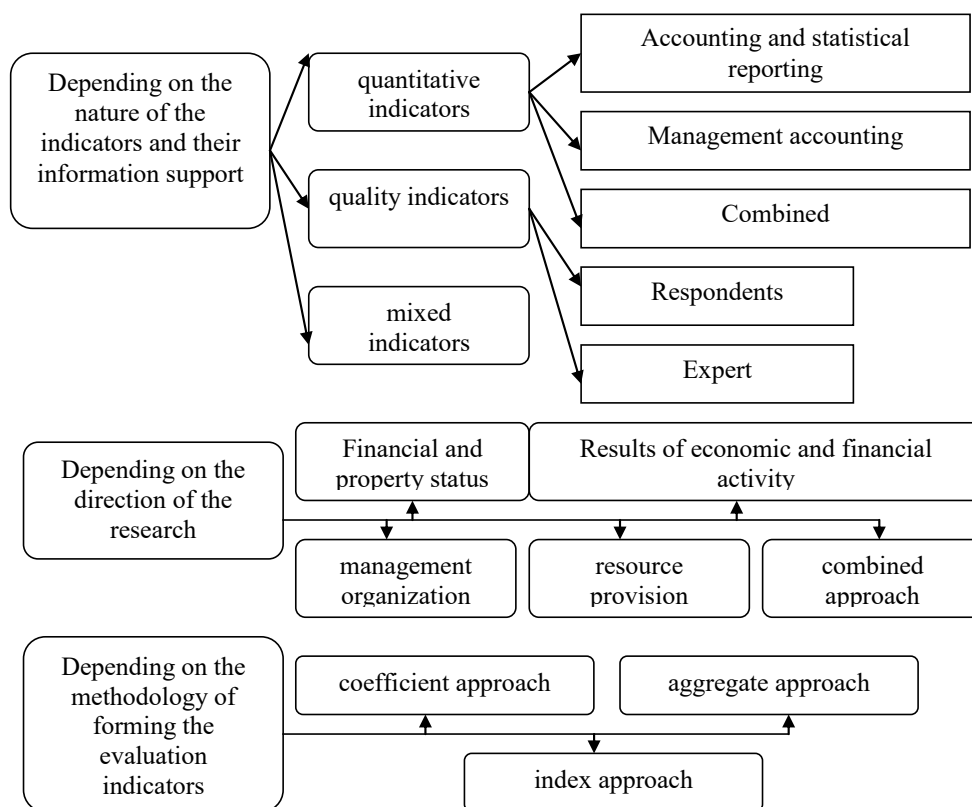 Depending on the
nature of the
indicators and their
information support
quantitative
indicators
quality indicators
mixed
indicators
Accounting and statistical
reporting
Management accounting
Combined
Respondents
Expert
Depending on the
direction of the
research
Financial and
property status
Results of economic and financial
activity
management
organization
resource
provision
combined
approach
Depending on the
methodology of
forming the
evaluation
indicators
coefficient approach
aggregate approach
index approach